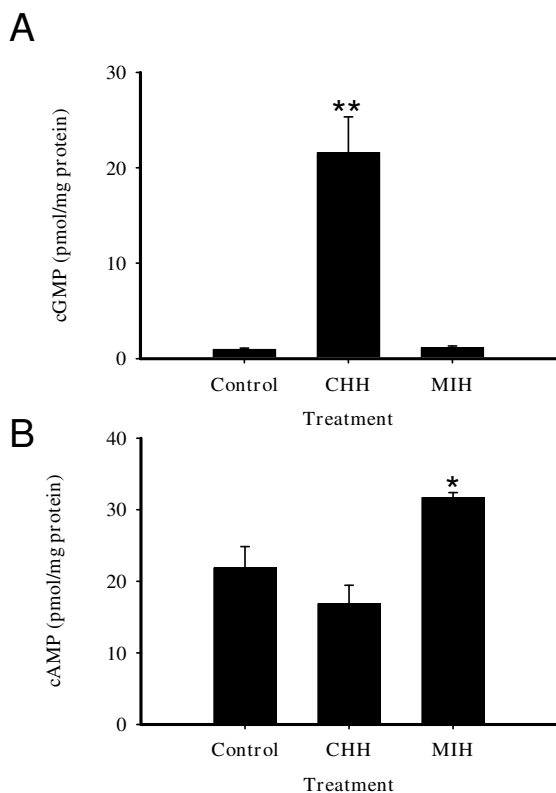 A
cGMP (pmol/mg protein)
30
20
10
0
**
Control CHH MIH
Treatment
B
cAMP (pmol/mg protein)
40
30
20
10
0
*
Control CHH MIH
Treatment